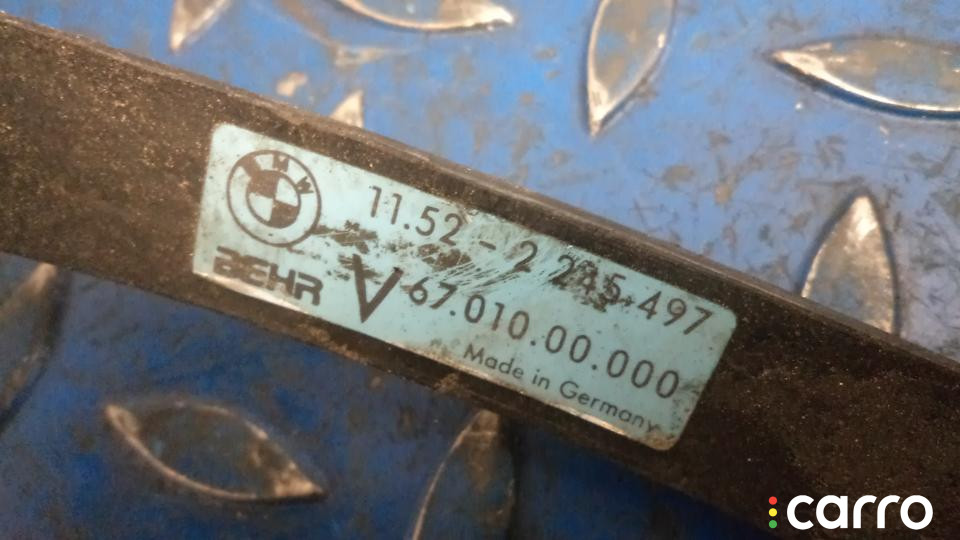 BMW
11.52 - 2 245 497
BEHR V 67.010.00.000
Made in Germany
carro